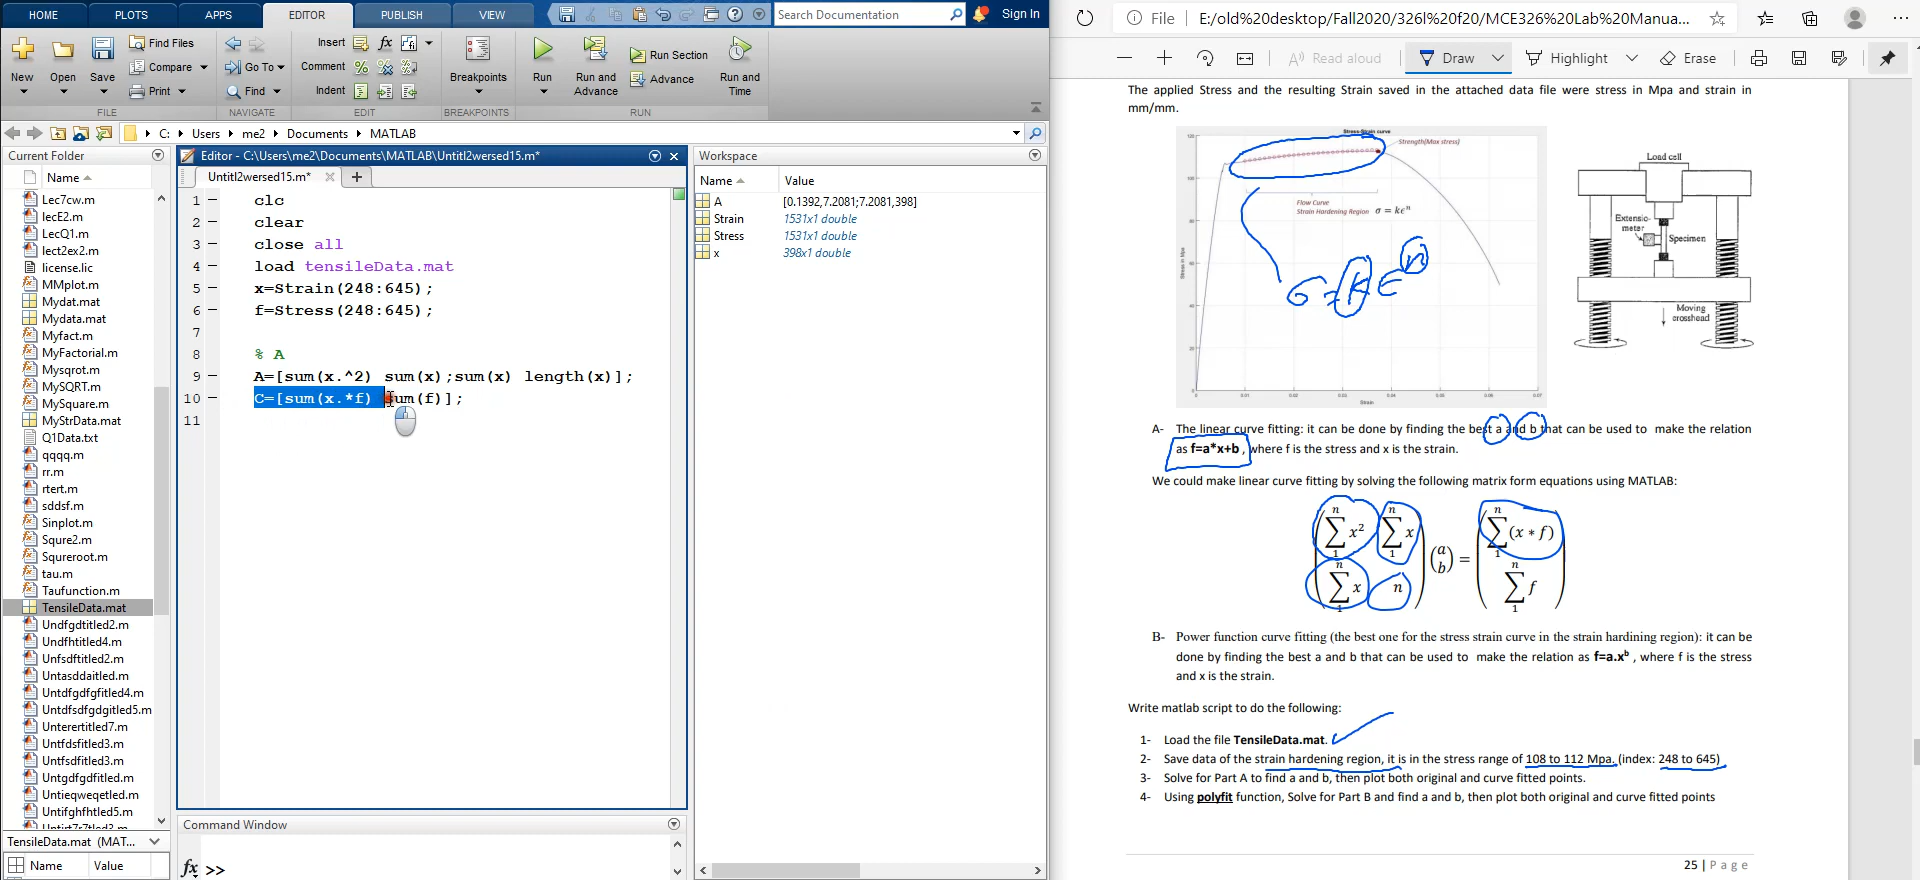 HOME PLOTS APPS EDITOR PUBLISH VIEW Search Documentation Sign In
New Open Save Find Files Compare Print
Go To Find
Insert fx Comment Indent
Breakpoints
Run Run and Advance Run Section Advance Run and Time
FILE NAVIGATE EDIT BREAKPOINTS RUN
C: Users me2 Documents MATLAB
Current Folder
Name
Lec7cw.m
lecE2.m
LecQ1.m
lect2ex2.m
license.lic
MMplot.m
Mydat.mat
Mydata.mat
Myfact.m
MyFactorial.m
Mysqrot.m
MySQRT.m
MySquare.m
MyStrData.mat
Q1Data.txt
qqqq.m
rr.m
rtert.m
sddsf.m
Sinplot.m
Squre2.m
Squreroot.m
tau.m
Taufunction.m
TensileData.mat
Undfgdtitled2.m
Undfhtitled4.m
Unfsdftitled2.m
Untasddaitled.m
Untdfgdfgfitled4.m
Untdfsdfgdgitled5.m
Unterertitled7.m
Untfdsfitled3.m
Untfsdfitled3.m
Untgdfgdfitled.m
Untieqweqetled.m
Untifghfhtled5.m
TensileData.mat (MAT...
Name Value
Editor - C:\Users\me2\Documents\MATLAB\Untitl2wersed15.m*
Untitl2wersed15.m*
1 clc
2 clear
3 close all
4 load tensileData.mat
5 x=Strain(248:645);
6 f=Stress(248:645);
7
8 % A
9 A=[sum(x.^2) sum(x);sum(x) length(x)];
10 C=[sum(x.*f) sum(f)];
11
Command Window
fx >>
Workspace
Name Value
A [0.1392,7.2081;7.2081,398]
Strain 1531x1 double
Stress 1531x1 double
x 398x1 double
File E:/old%20desktop/Fall2020/326l%20f20/MCE326%20Lab%20Manua...
Read aloud Draw Highlight Erase
The applied Stress and the resulting Strain saved in the attached data file were stress in Mpa and strain in
mm/mm.
Stress-Strain curve
Strength(Max stress)
Flow Curve
Strain Hardening Region σ = kϵⁿ
σ = k ϵⁿ
Stress in Mpa
Strain
Load cell
Extensio-
meter
Specimen
Moving
crosshead
A- The linear curve fitting: it can be done by finding the best a and b that can be used to make the relation
as f=a*x+b , where f is the stress and x is the strain.
We could make linear curve fitting by solving the following matrix form equations using MATLAB:
n n n
∑ x² ∑ x ∑ (x * f)
1 1 1
(a b) =
n n
∑ x n ∑ f
1 1
B- Power function curve fitting (the best one for the stress strain curve in the strain hardining region): it can be
done by finding the best a and b that can be used to make the relation as f=a.xᵇ , where f is the stress
and x is the strain.
Write matlab script to do the following:
1- Load the file TensileData.mat.
2- Save data of the strain hardening region, it is in the stress range of 108 to 112 Mpa. (index: 248 to 645)
3- Solve for Part A to find a and b, then plot both original and curve fitted points.
4- Using polyfit function, Solve for Part B and find a and b, then plot both original and curve fitted points
25 | Page